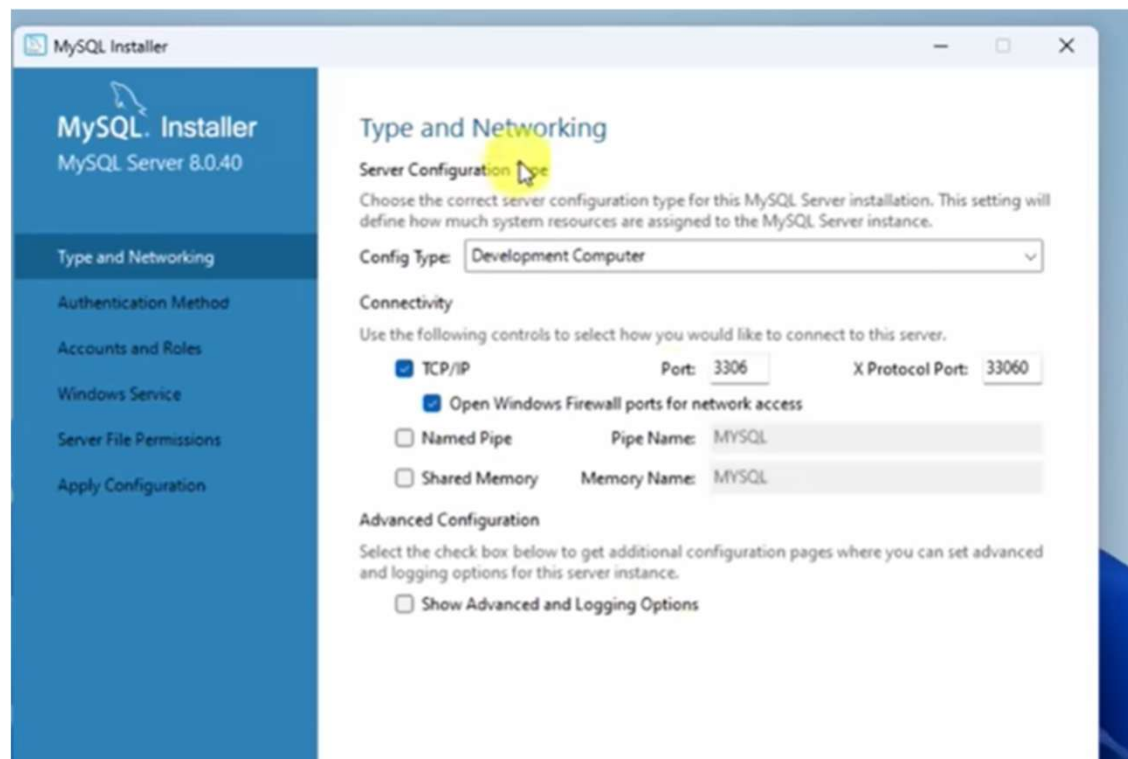 MySQL Installer
MySQL. Installer
MySQL Server 8.0.40
Type and Networking
Authentication Method
Accounts and Roles
Windows Service
Server File Permissions
Apply Configuration
Type and Networking
Server Configuration Type
Choose the correct server configuration type for this MySQL Server installation. This setting will
define how much system resources are assigned to the MySQL Server instance.
Config Type: Development Computer
Connectivity
Use the following controls to select how you would like to connect to this server.
TCP/IP Port: 3306 X Protocol Port: 33060
Open Windows Firewall ports for network access
Named Pipe Pipe Name: MYSQL
Shared Memory Memory Name: MYSQL
Advanced Configuration
Select the check box below to get additional configuration pages where you can set advanced
and logging options for this server instance.
Show Advanced and Logging Options